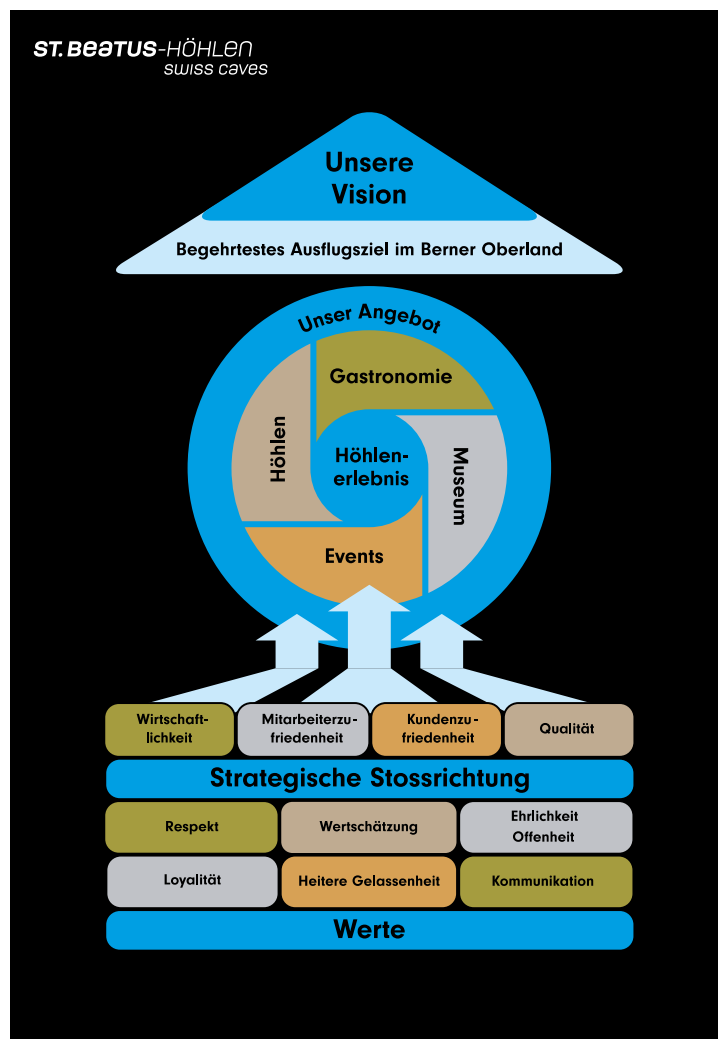 ST. BEATUS-HÖHLEN
SWISS CAVES
Unsere
Vision
Begehrtestes Ausflugsziel im Berner Oberland
Unser Angebot
Gastronomie
Höhlen
Höhlen-
erlebnis
Museum
Events
Wirtschaft-
lichkeit
Mitarbeiterzu-
friedenheit
Kundenzu-
friedenheit
Qualität
Strategische Stossrichtung
Respekt
Wertschätzung
Ehrlichkeit
Offenheit
Loyalität
Heitere Gelassenheit
Kommunikation
Werte